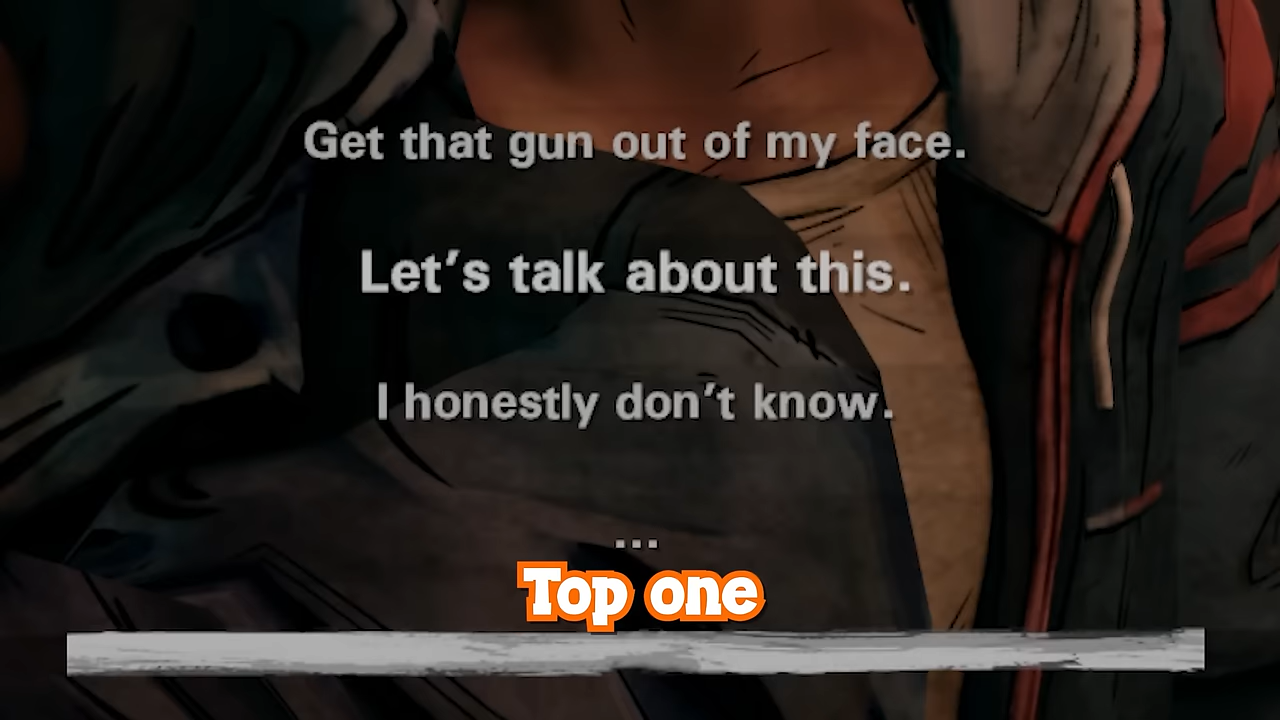 Get that gun out of my face.
Let's talk about this.
I honestly don't know.
...
Top one